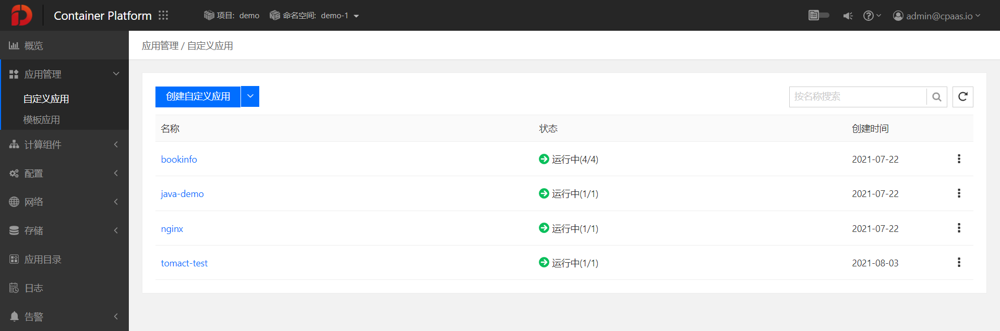 Container Platform
项目: demo
命名空间: demo-1
admin@cpaas.io
概览
应用管理
自定义应用
模板应用
计算组件
配置
网络
存储
应用目录
日志
告警
应用管理 / 自定义应用
创建自定义应用
按名称搜索
名称 状态 创建时间
bookinfo 运行中(4/4) 2021-07-22
java-demo 运行中(1/1) 2021-07-22
nginx 运行中(1/1) 2021-07-22
tomact-test 运行中(1/1) 2021-08-03